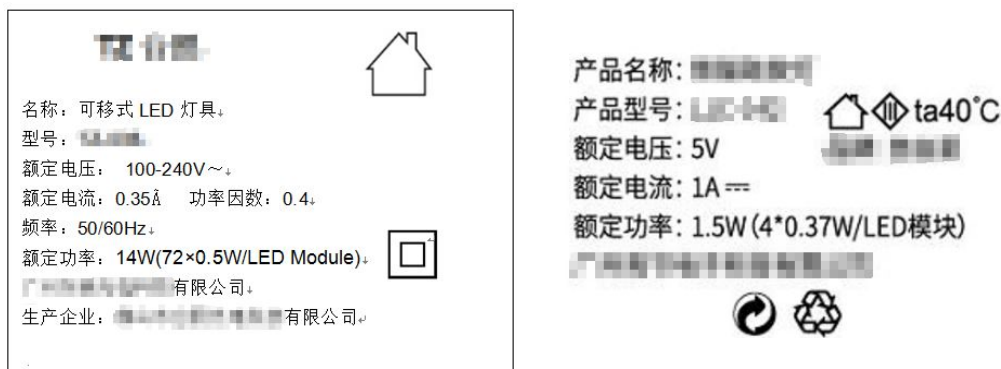 名称：可移式 LED 灯具
型号：
额定电压： 100-240V～
额定电流：0.35Å 功率因数：0.4
频率：50/60Hz
额定功率：14W(72×0.5W/LED Module)
有限公司
生产企业： 有限公司
产品名称：
产品型号：
ta40℃
额定电压：5V
额定电流：1A⎓
额定功率：1.5W（4*0.37W/LED模块）